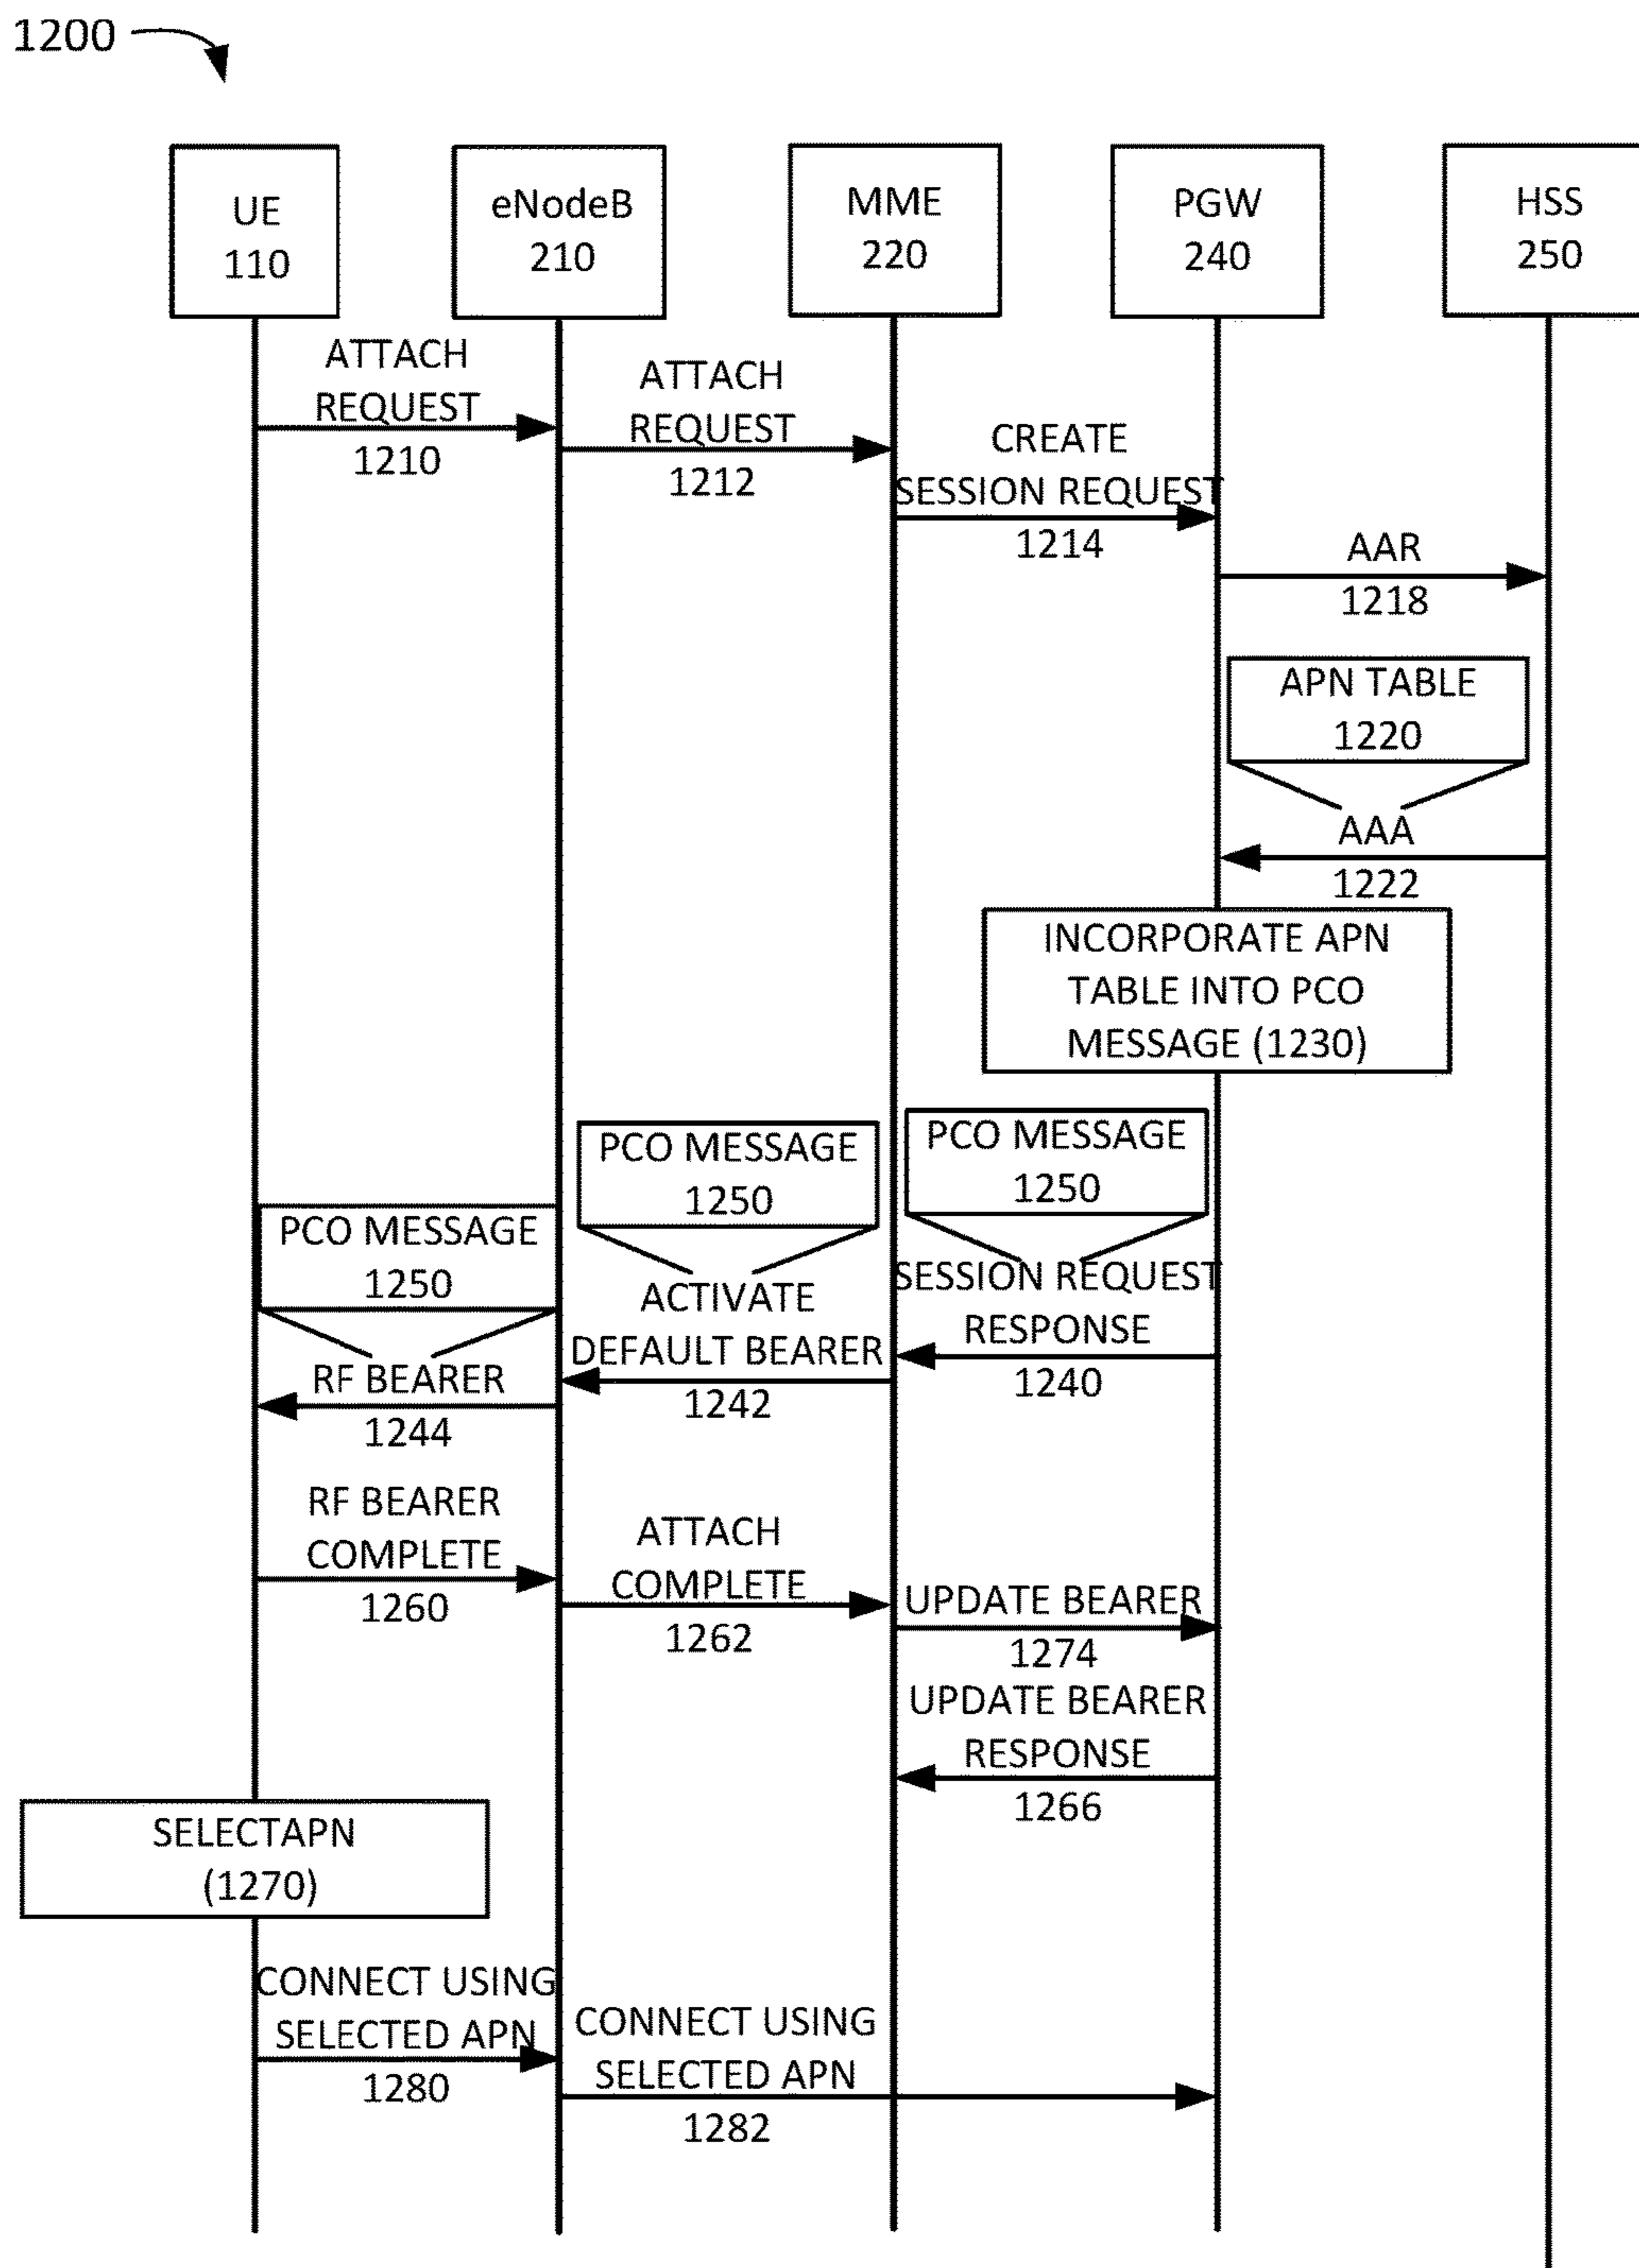 1200
UE
110
eNodeB
210
MME
220
PGW
240
HSS
250
ATTACH
REQUEST
1210
ATTACH
REQUEST
1212
CREATE
SESSION REQUEST
1214
AAR
1218
APN TABLE
1220
AAA
1222
INCORPORATE APN
TABLE INTO PCO
MESSAGE (1230)
PCO MESSAGE
1250
SESSION REQUEST
RESPONSE
1240
PCO MESSAGE
1250
ACTIVATE
DEFAULT BEARER
1242
PCO MESSAGE
1250
RF BEARER
1244
RF BEARER
COMPLETE
1260
ATTACH
COMPLETE
1262
UPDATE BEARER
1274
UPDATE BEARER
RESPONSE
1266
SELECTAPN
(1270)
CONNECT USING
SELECTED APN
1280
CONNECT USING
SELECTED APN
1282